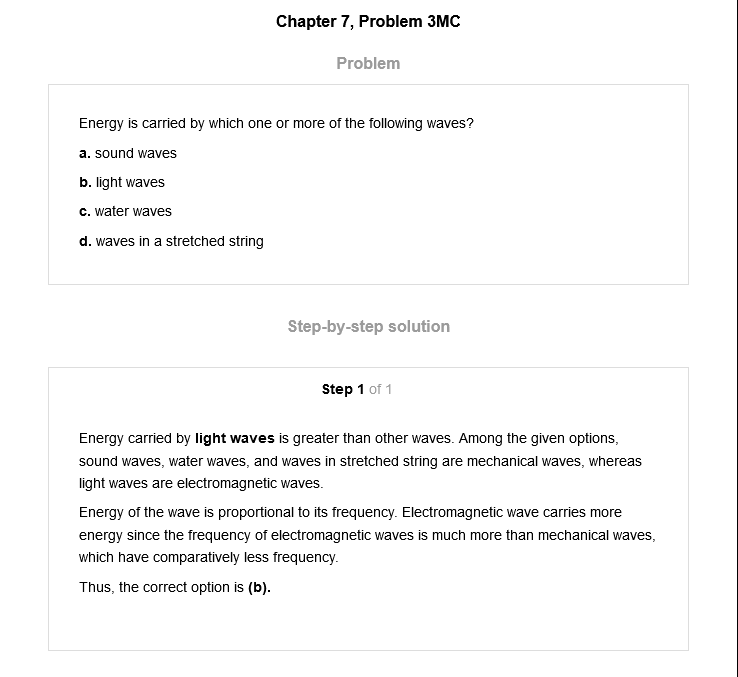 Chapter 7, Problem 3MC
Problem
Energy is carried by which one or more of the following waves?
a. sound waves
b. light waves
c. water waves
d. waves in a stretched string
Step-by-step solution
Step 1 of 1
Energy carried by light waves is greater than other waves. Among the given options,
sound waves, water waves, and waves in stretched string are mechanical waves, whereas
light waves are electromagnetic waves.
Energy of the wave is proportional to its frequency. Electromagnetic wave carries more
energy since the frequency of electromagnetic waves is much more than mechanical waves,
which have comparatively less frequency.
Thus, the correct option is (b).